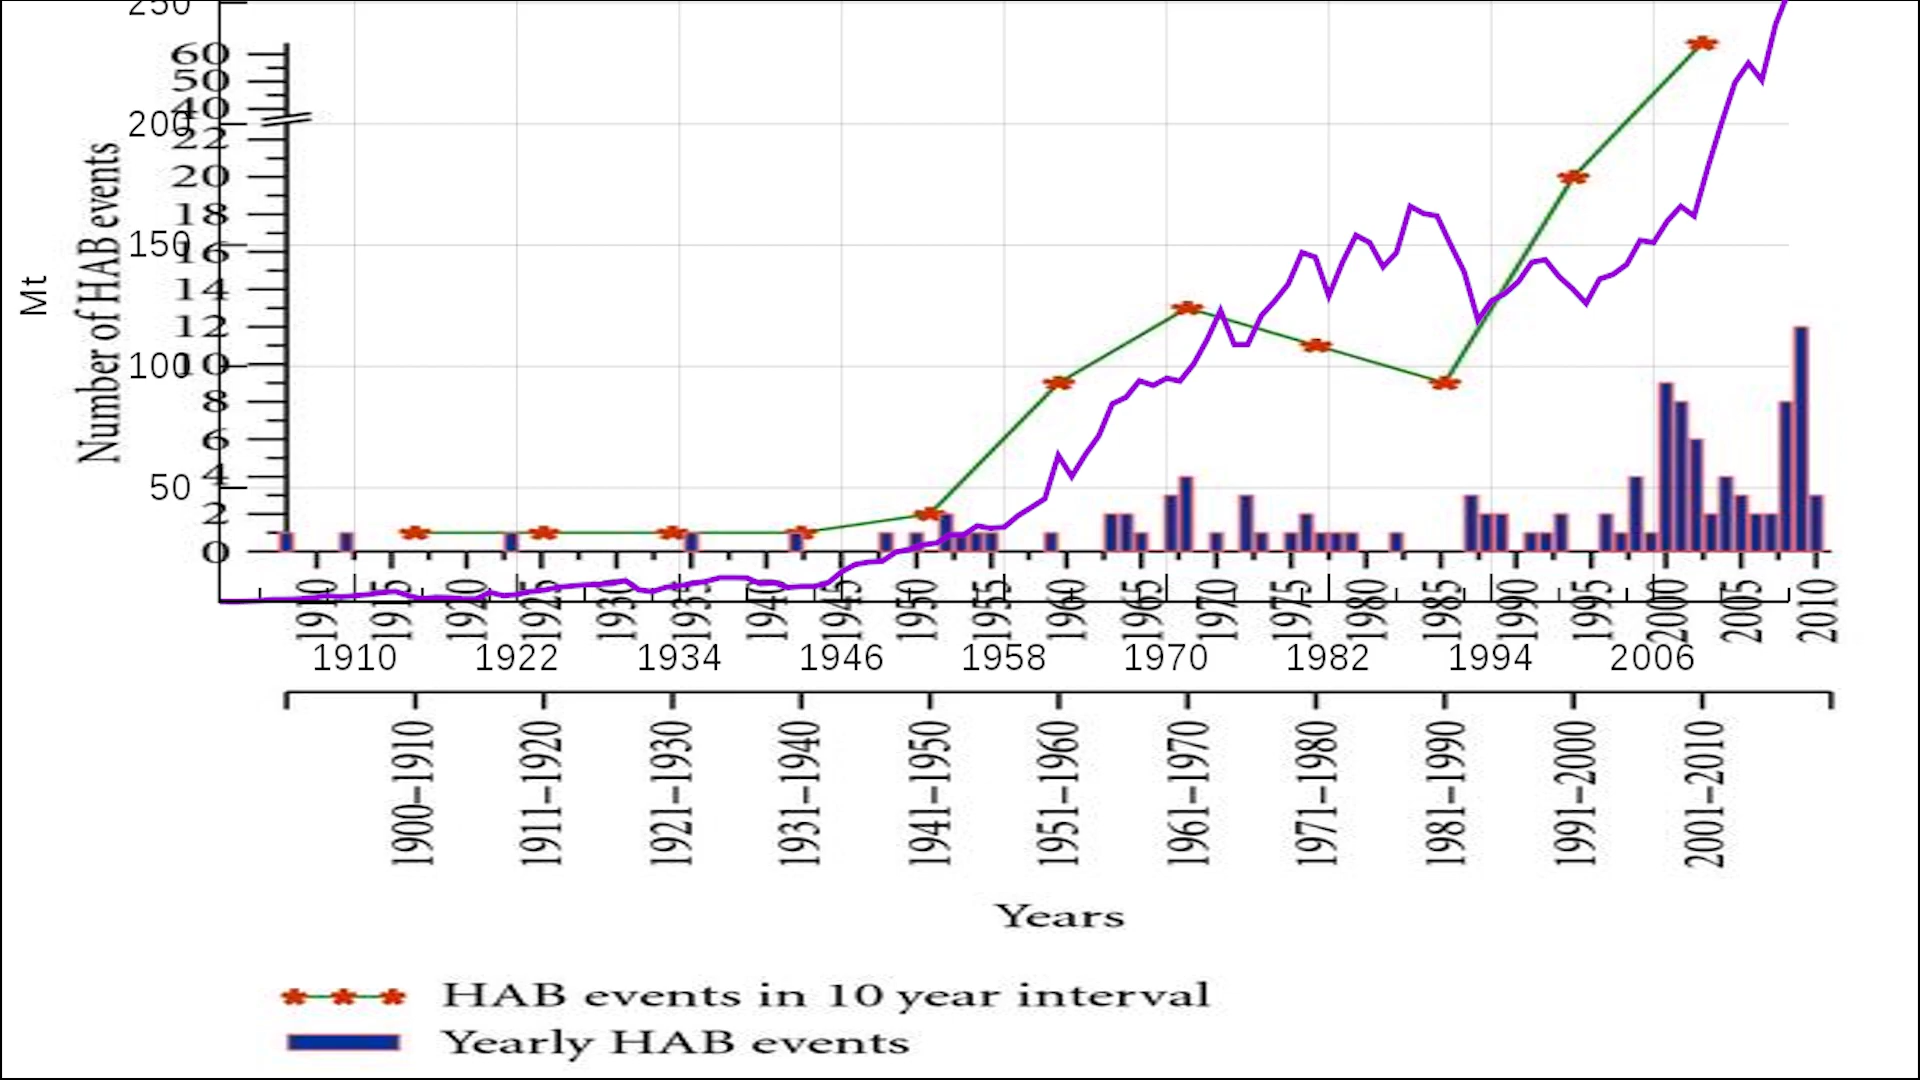 250
60
50
40
200
22
20
18
150
16
14
12
100
10
8
6
50
4
2
0
Mt
Number of HAB events
1910 1915 1920 1925 1930 1935 1940 1945 1950 1955 1960 1965 1970 1975 1980 1985 1990 1995 2000 2005 2010
1910 1922 1934 1946 1958 1970 1982 1994 2006
1900–1910 1911–1920 1921–1930 1931–1940 1941–1950 1951–1960 1961–1970 1971–1980 1981–1990 1991–2000 2001–2010
Years
HAB events in 10 year interval
Yearly HAB events